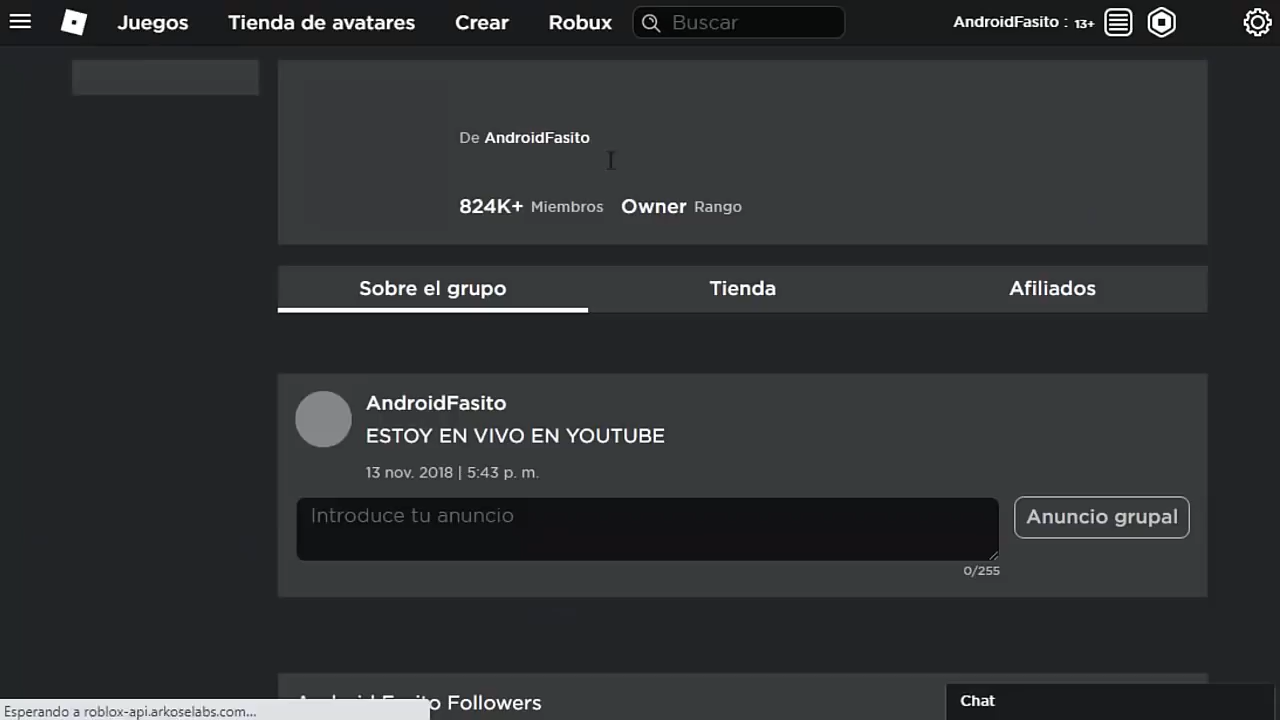 Juegos Tienda de avatares Crear Robux Buscar AndroidFasito : 13+
De AndroidFasito
824K+ Miembros Owner Rango
Sobre el grupo Tienda Afiliados
AndroidFasito
ESTOY EN VIVO EN YOUTUBE
13 nov. 2018 | 5:43 p. m.
Introduce tu anuncio Anuncio grupal
0/255
Android Fasito Followers
Chat
Esperando a roblox-api.arkoselabs.com...